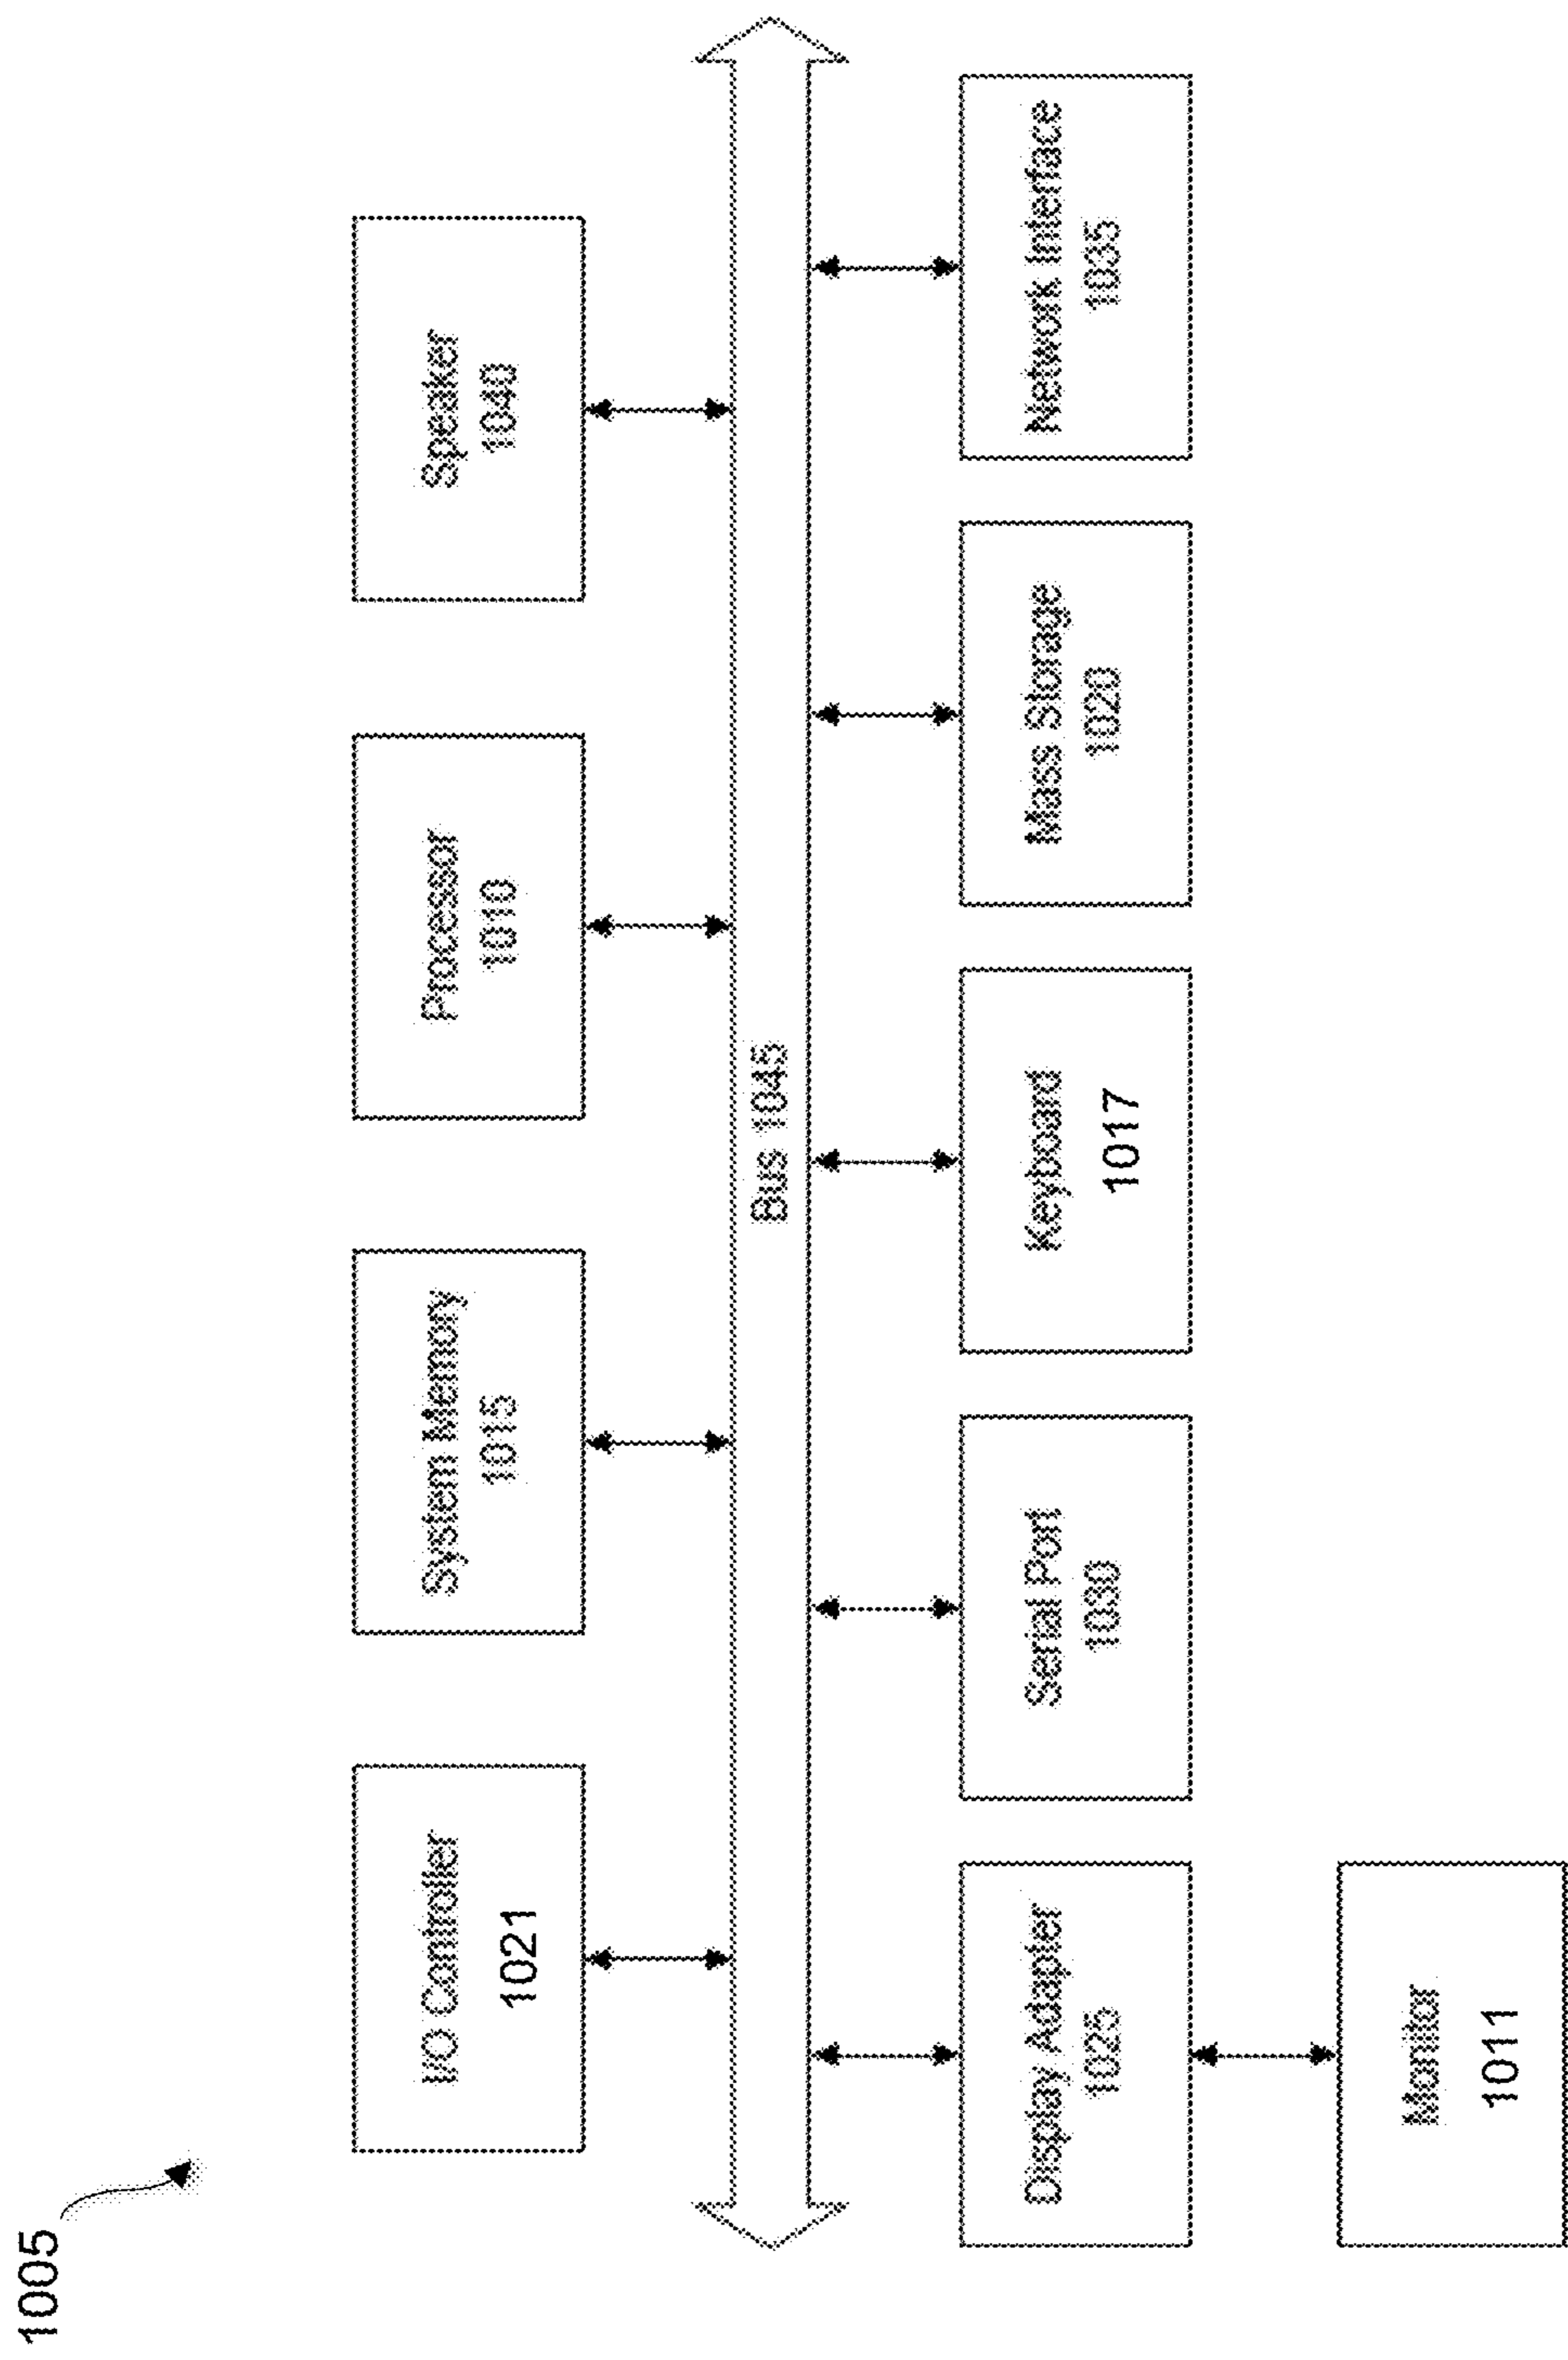 1005
I/O Controller
1021
System Memory
1015
Processor
1010
Speaker
1040
Bus 1045
Display Adapter
1025
Serial Port
1030
Keyboard
1017
Mass Storage
1020
Network Interface
1035
Monitor
1011